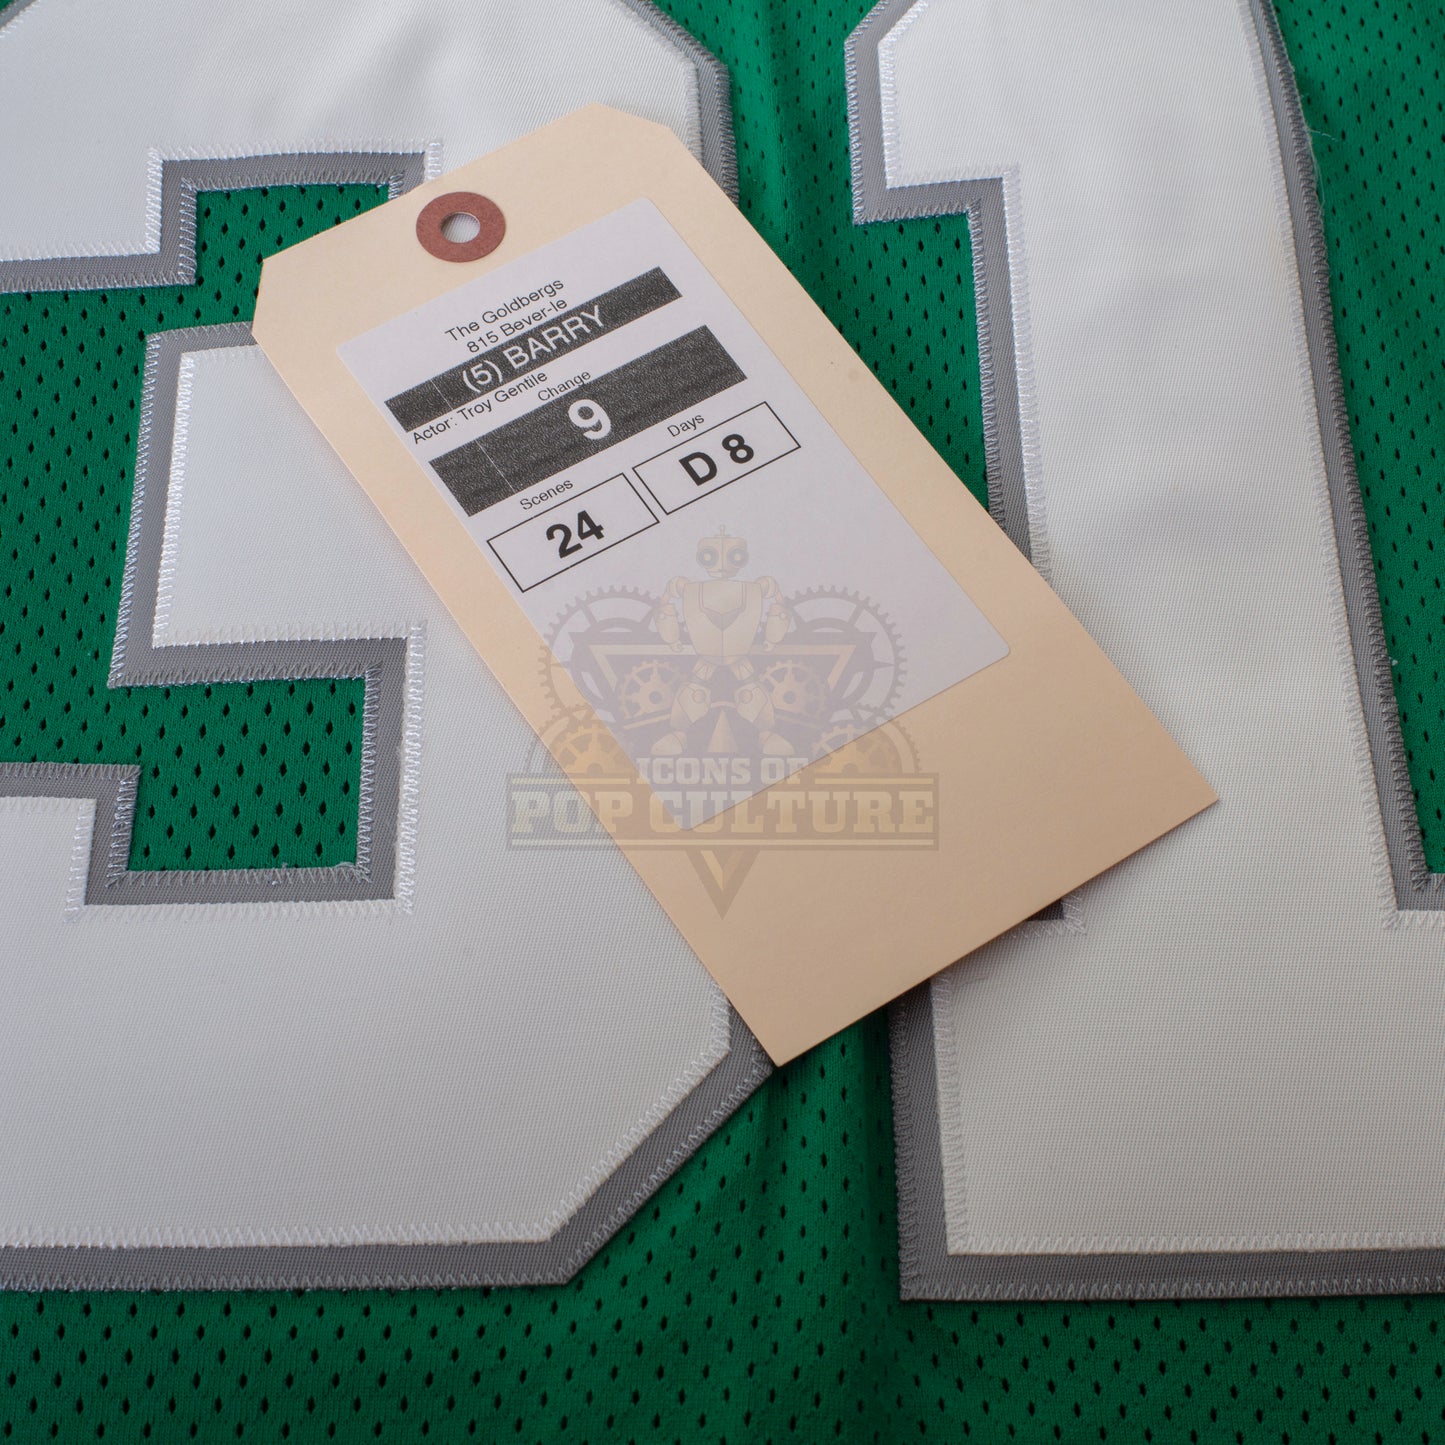 31
The Goldbergs
815 Bever-le
(5) BARRY
Actor: Troy Gentile
Change
9
Scenes
24
Days
D 8
ICONS OF
POP CULTURE